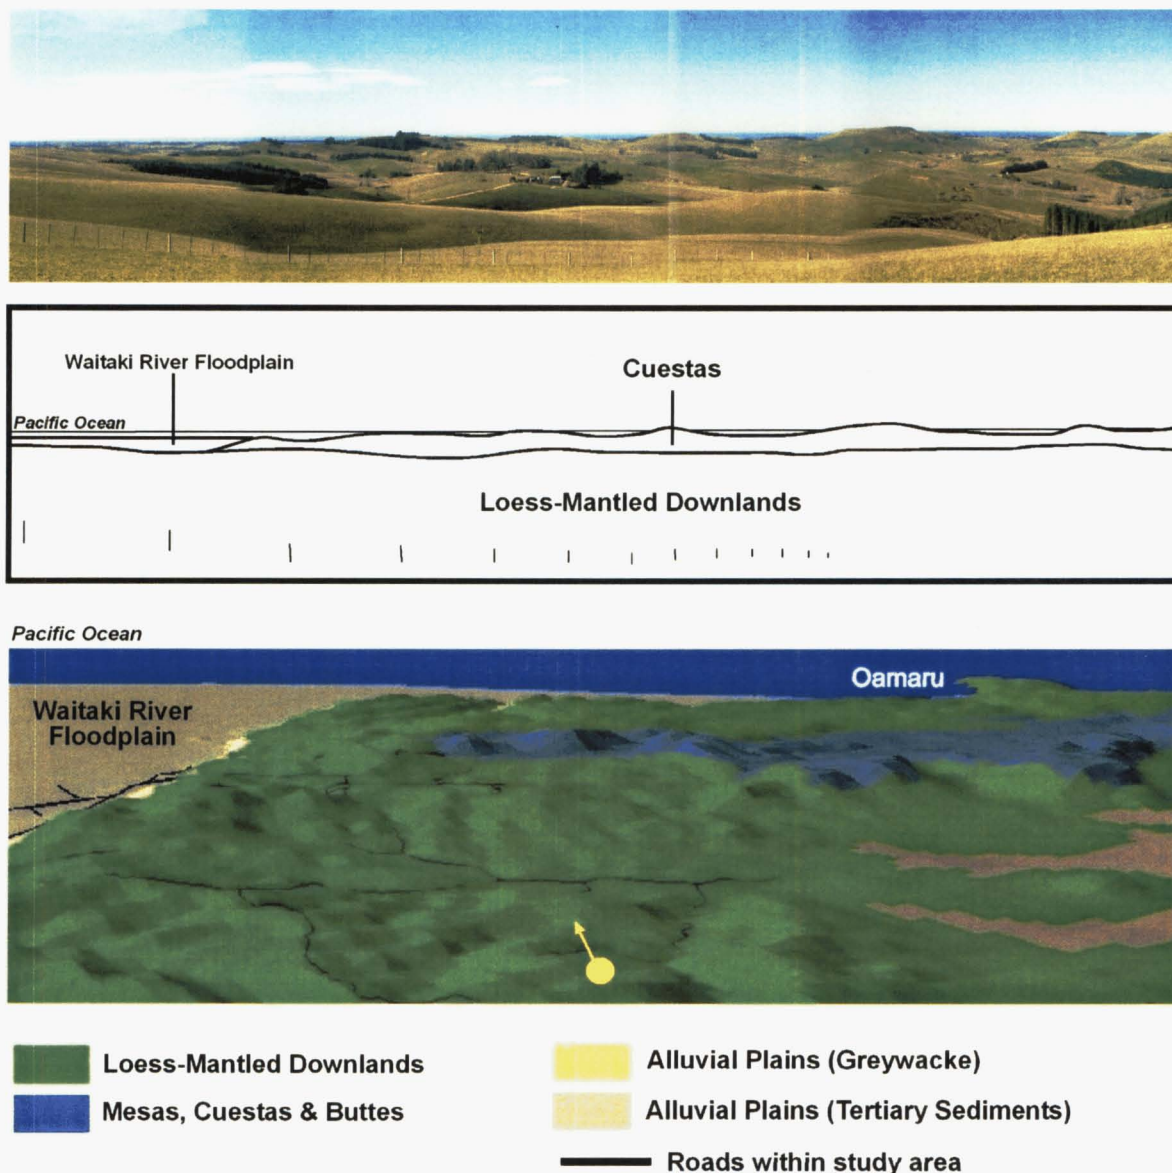 Waitaki River Floodplain
Cuestas
Pacific Ocean
Loess-Mantled Downlands
Pacific Ocean
Oamaru
Waitaki River
Floodplain
Loess-Mantled Downlands
Mesas, Cuestas & Buttes
Alluvial Plains (Greywacke)
Alluvial Plains (Tertiary Sediments)
Roads within study area